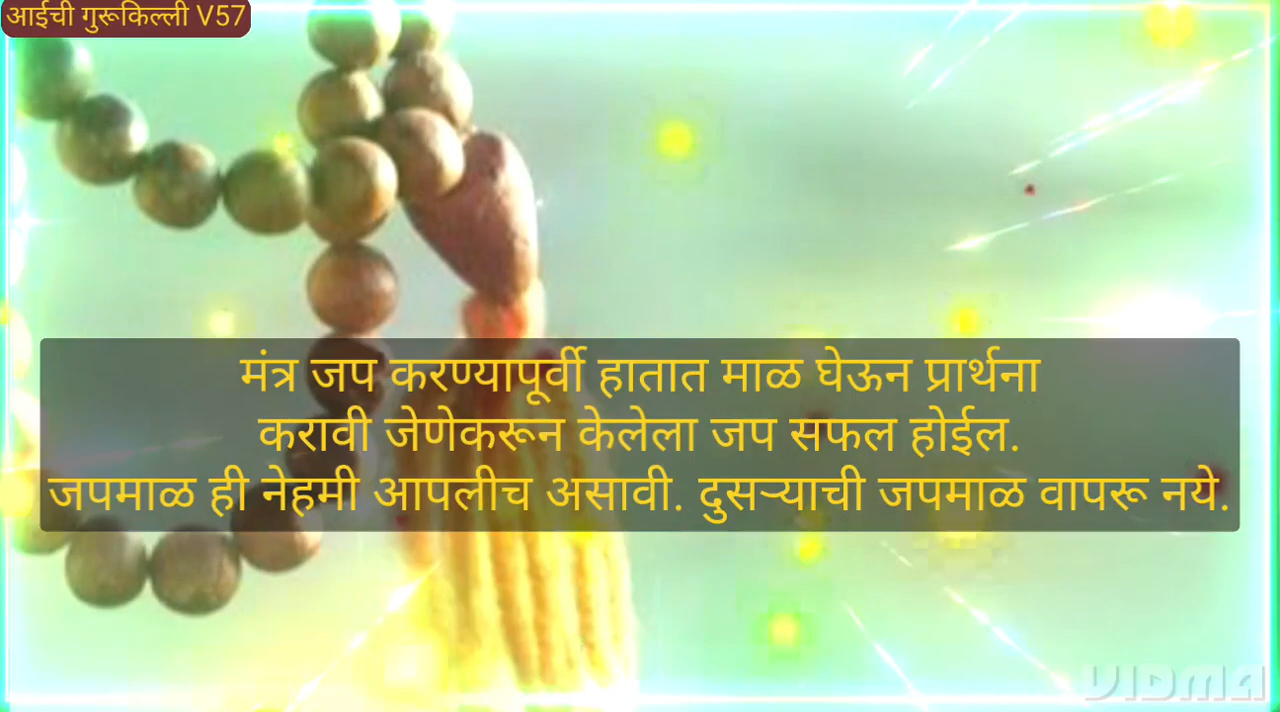 आईची गुरूकिल्ली V57
मंत्र जप करण्यापूर्वी हातात माळ घेऊन प्रार्थना
करावी जेणेकरून केलेला जप सफल होईल.
जपमाळ ही नेहमी आपलीच असावी. दुसऱ्याची जपमाळ वापरू नये.
VIDMA